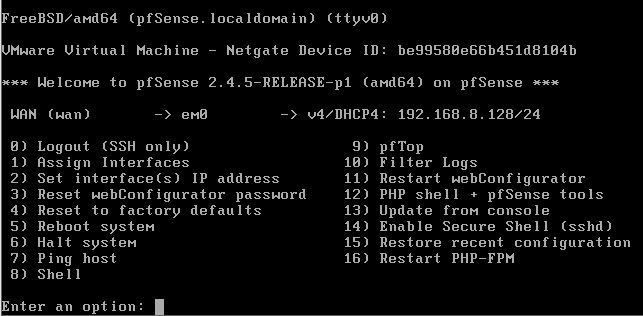 FreeBSD/amd64 (pfSense.localdomain) (ttyv0)
VMware Virtual Machine - Netgate Device ID: be99580e66b451d8104b
*** Welcome to pfSense 2.4.5-RELEASE-p1 (amd64) on pfSense ***
WAN (wan) -> em0 -> v4/DHCP4: 192.168.8.128/24
0) Logout (SSH only) 9) pfTop
1) Assign Interfaces 10) Filter Logs
2) Set interface(s) IP address 11) Restart webConfigurator
3) Reset webConfigurator password 12) PHP shell + pfSense tools
4) Reset to factory defaults 13) Update from console
5) Reboot system 14) Enable Secure Shell (sshd)
6) Halt system 15) Restore recent configuration
7) Ping host 16) Restart PHP-FPM
8) Shell
Enter an option: